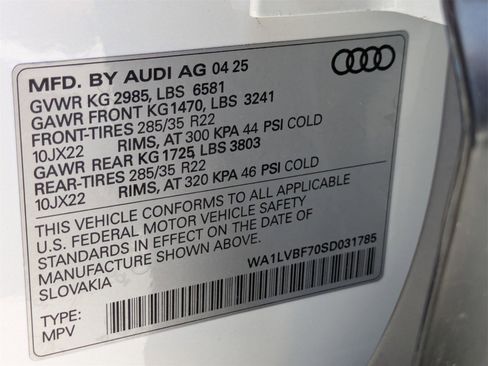 MFD. BY AUDI AG 04 25
GVWR KG 2985, LBS 6581
GAWR FRONT KG 1470, LBS 3241
FRONT-TIRES 285/35 R22
10JX22 RIMS, AT 300 KPA 44 PSI COLD
GAWR REAR KG 1725, LBS 3803
REAR-TIRES 285/35 R22
10JX22 RIMS, AT 320 KPA 46 PSI COLD
THIS VEHICLE CONFORMS TO ALL APPLICABLE
U.S. FEDERAL MOTOR VEHICLE SAFETY
STANDARDS IN EFFECT ON THE DATE OF
MANUFACTURE SHOWN ABOVE.
SLOVAKIA
WA1LVBF70SD031785
TYPE:
MPV